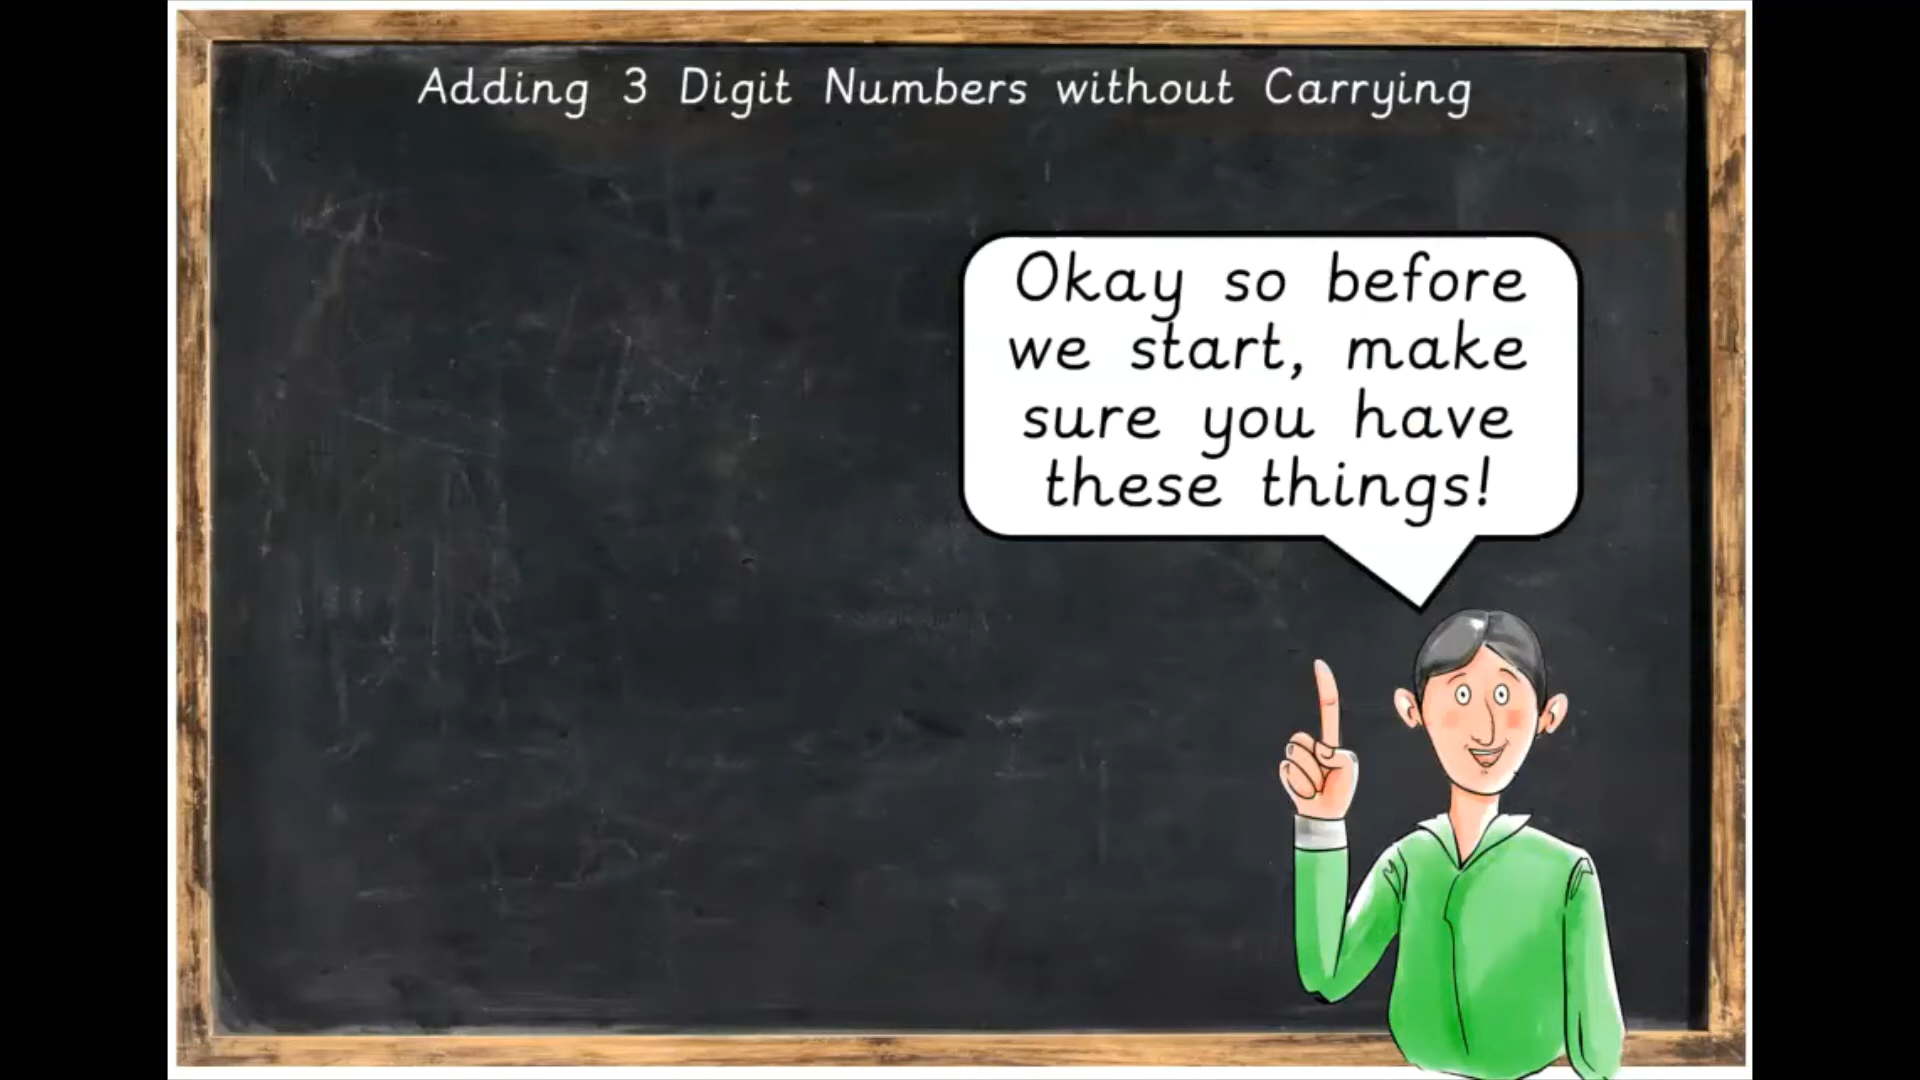 Adding 3 Digit Numbers without Carrying
Okay so before
we start, make
sure you have
these things!